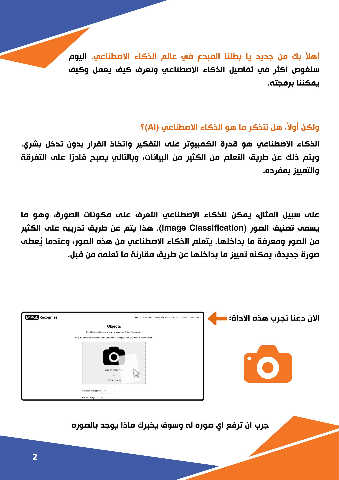 أهلاً بك من جديد يا بطلنا المبدع في عالم الذكاء الاصطناعي. اليوم
سنغوص أكثر في تفاصيل الذكاء الاصطناعي ونعرف كيف يعمل وكيف
يمكننا برمجته.
ولكن أولاً، هل نتذكر ما هو الذكاء الاصطناعي (AI)؟
الذكاء الاصطناعي هو قدرة الكمبيوتر على التفكير واتخاذ القرار بدون تدخل بشري.
ويتم ذلك عن طريق التعلم من الكثير من البيانات، وبالتالي يصبح قادرًا على التفرقة
والتمييز بمفرده.
على سبيل المثال، يمكن للذكاء الاصطناعي التعرف على مكونات الصورة، وهو ما
يسمى تصنيف الصور (Image Classification). هذا يتم عن طريق تدريبه على الكثير
من الصور ومعرفة ما بداخلها. يتعلم الذكاء الاصطناعي من هذه الصور، وعندما يُعطى
صورة جديدة، يمكنه تمييز ما بداخلها عن طريق مقارنة ما تعلمه من قبل.
الآن دعنا نجرب هذه الأداة:
Objects
جرب ان ترفع اي صوره له وسوف يخبرك ماذا يوجد بالصوره
2